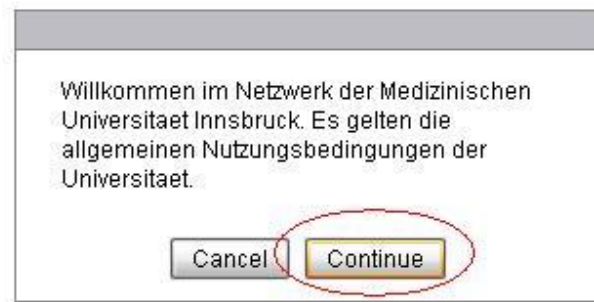 Willkommen im Netzwerk der Medizinischen
Universitaet Innsbruck. Es gelten die
allgemeinen Nutzungsbedingungen der
Universitaet.
Cancel Continue